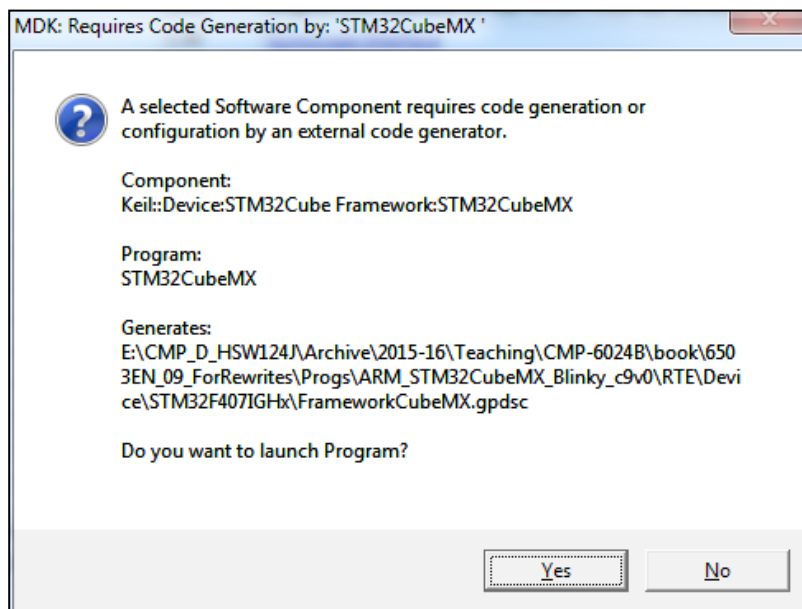 MDK: Requires Code Generation by: 'STM32CubeMX '
A selected Software Component requires code generation or
configuration by an external code generator.
Component:
Keil::Device:STM32Cube Framework:STM32CubeMX
Program:
STM32CubeMX
Generates:
E:\CMP_D_HSW124J\Archive\2015-16\Teaching\CMP-6024B\book\650
3EN_09_ForRewrites\Progs\ARM_STM32CubeMX_Blinky_c9v0\RTE\Devi
ce\STM32F407IGHx\FrameworkCubeMX.gpdsc
Do you want to launch Program?
Yes No